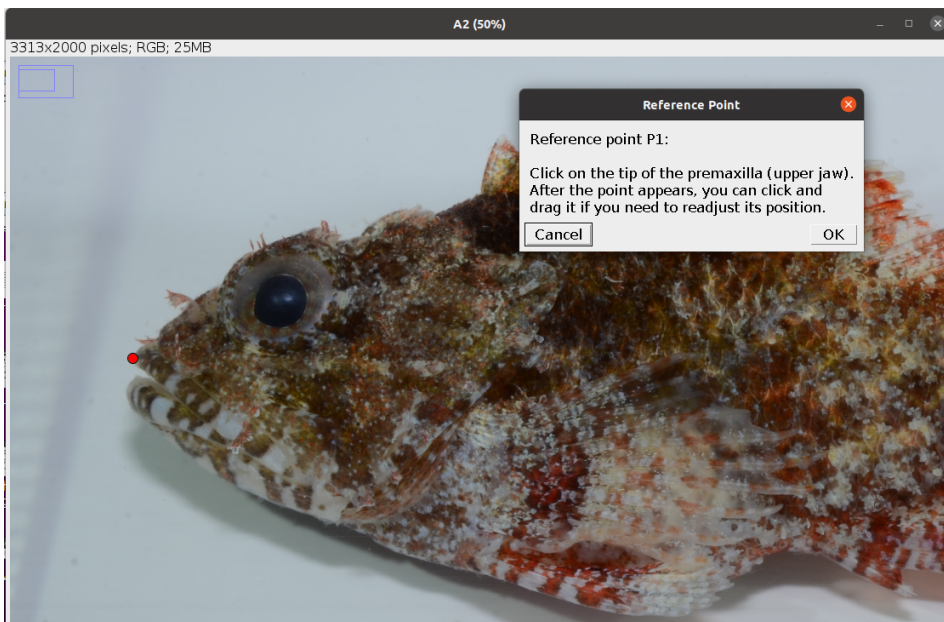 A2 (50%)
3313x2000 pixels; RGB; 25MB
Reference Point
Reference point P1:
Click on the tip of the premaxilla (upper jaw).
After the point appears, you can click and
drag it if you need to readjust its position.
Cancel
OK